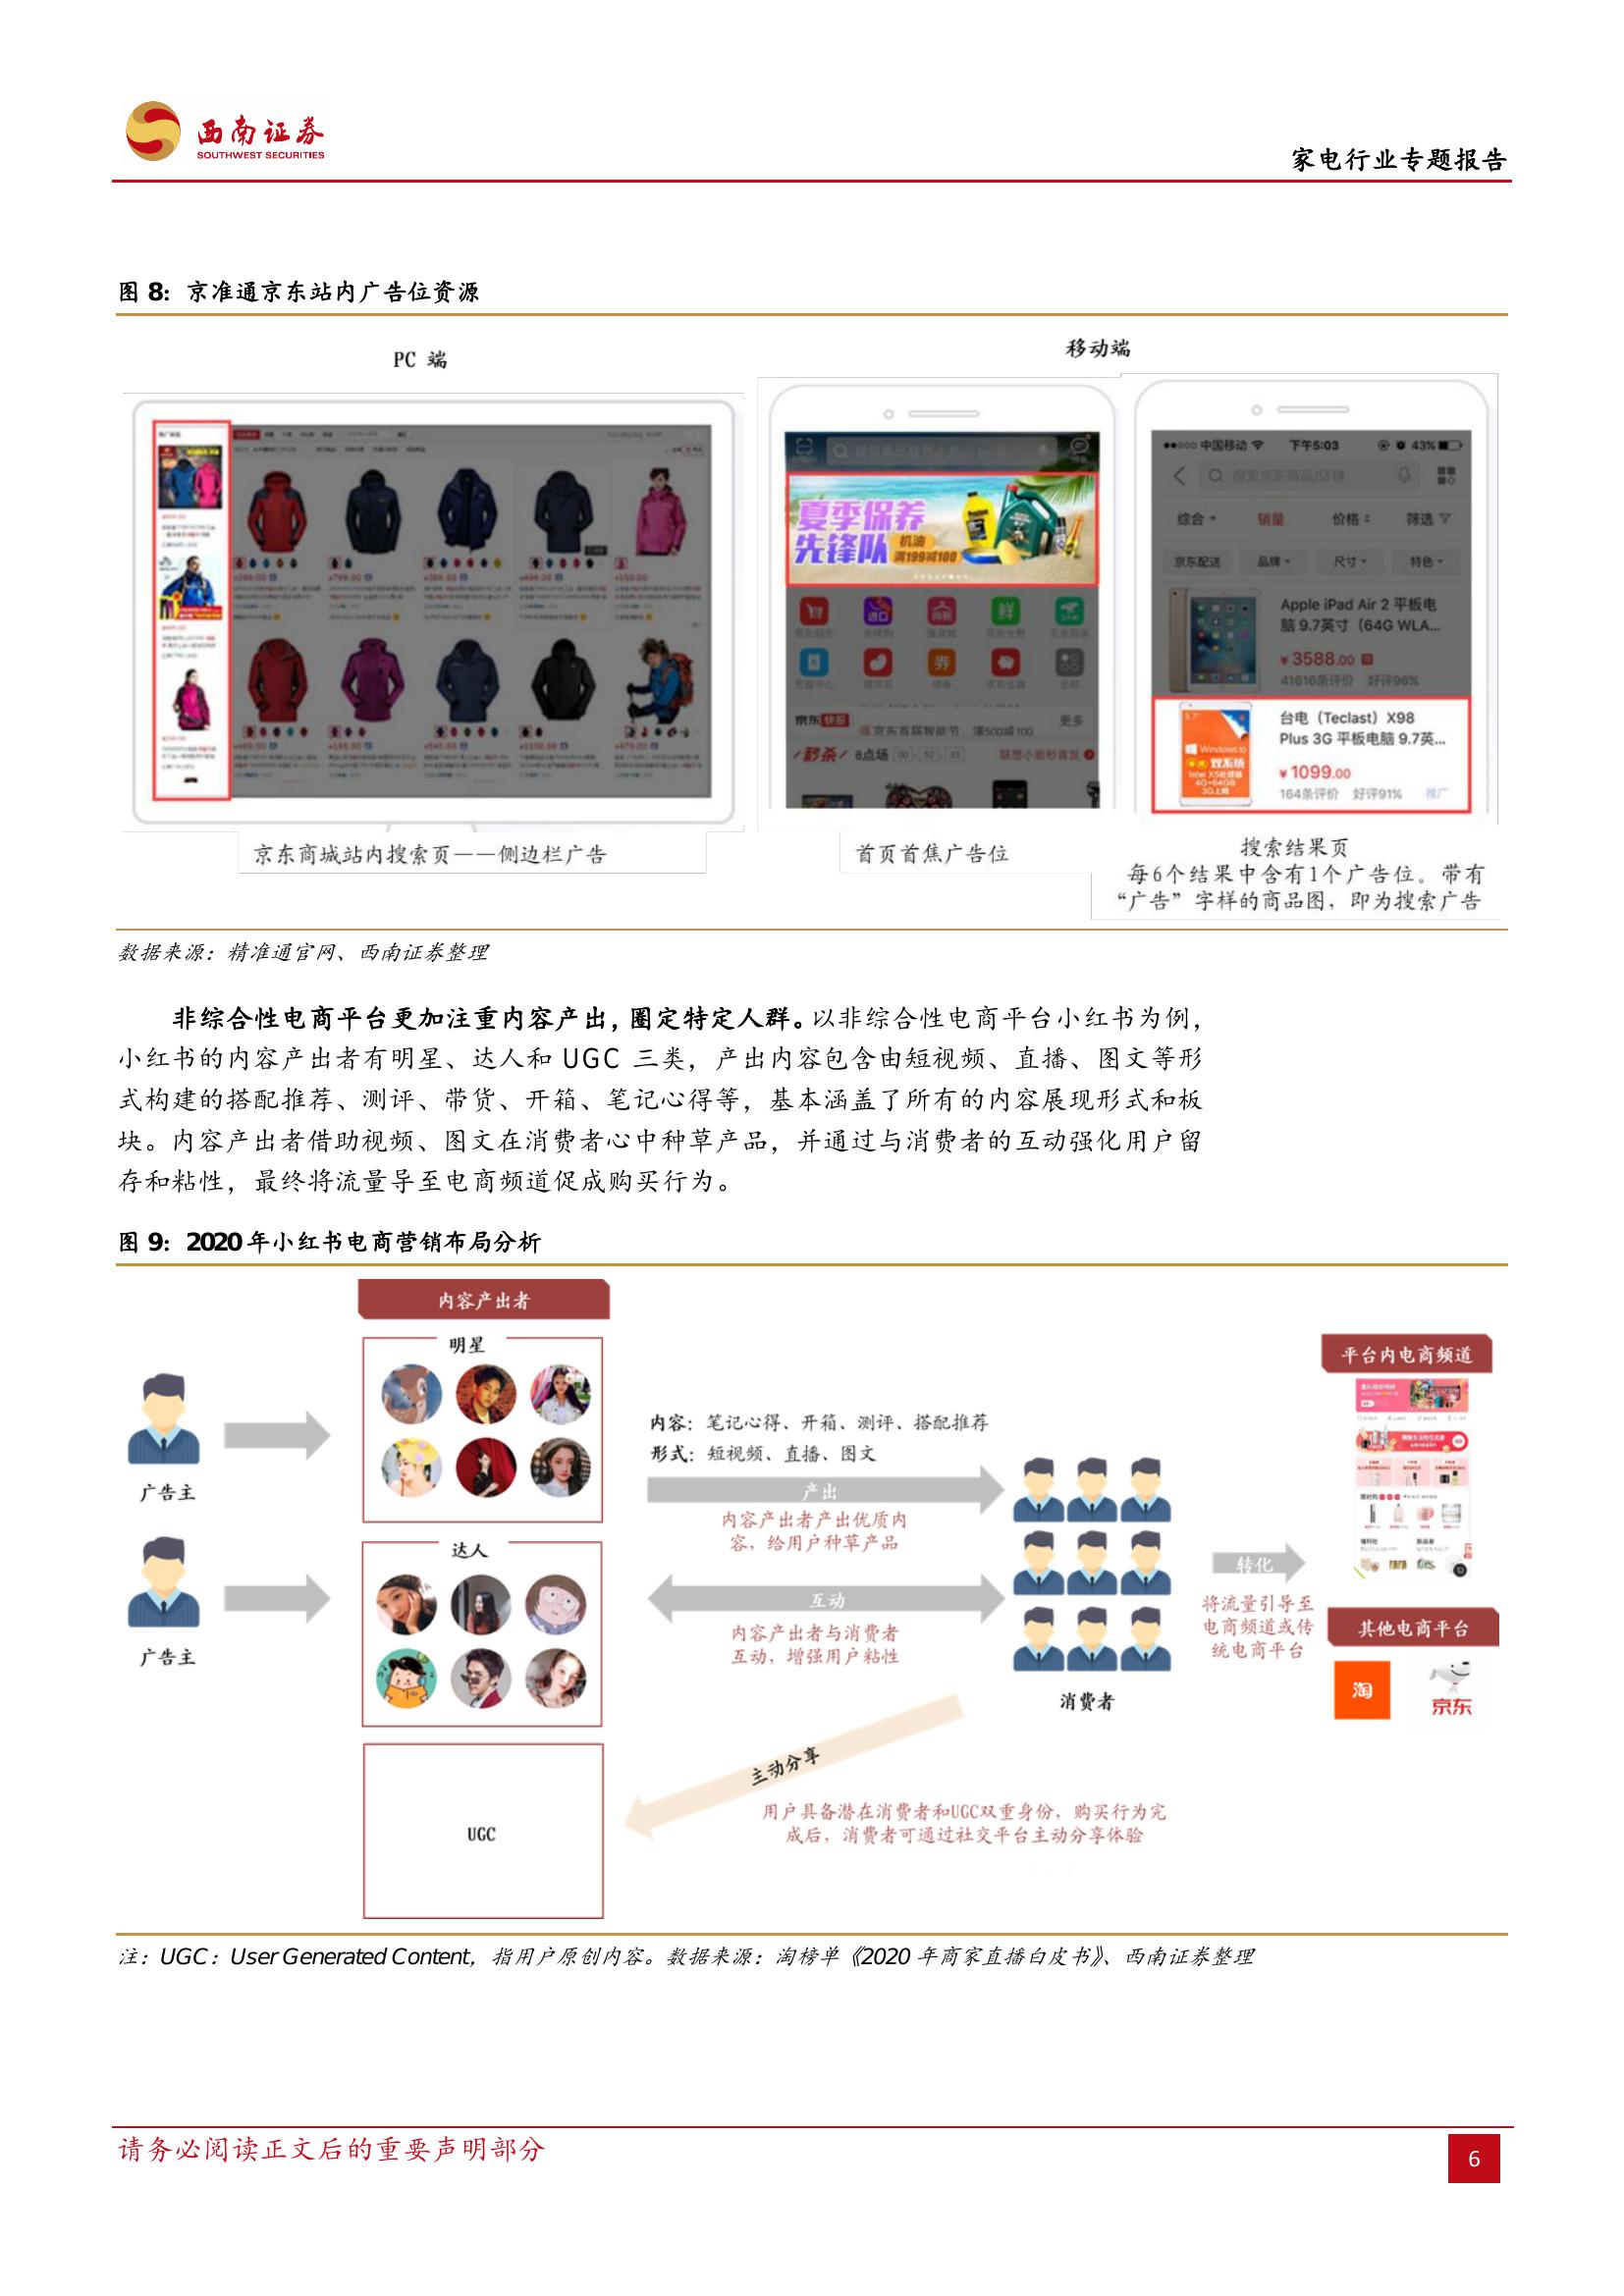 西南证券
SOUTHWEST SECURITIES
家电行业专题报告
图 8：京准通京东站内广告位资源
PC 端
移动端
夏季保养
先锋队
机油
满199减100
京东快报
更多
秒杀
8点场
00
52
33
中国移动
下午5:03
43%
搜索京东商品/店铺
综合
销量
价格
筛选
京东配送
品牌
尺寸
特色
Apple iPad Air 2 平板电
脑 9.7英寸（64G WLA...
¥3588.00
41616条评价 好评96%
Windows 10
双系统
台电（Teclast）X98
Plus 3G 平板电脑 9.7英...
¥1099.00
164条评价 好评91% 推广
京东商城站内搜索页——侧边栏广告
首页首焦广告位
搜索结果页
每6个结果中含有1个广告位。带有
“广告”字样的商品图，即为搜索广告
数据来源：精准通官网、西南证券整理
非综合性电商平台更加注重内容产出，圈定特定人群。以非综合性电商平台小红书为例，
小红书的内容产出者有明星、达人和 UGC 三类，产出内容包含由短视频、直播、图文等形
式构建的搭配推荐、测评、带货、开箱、笔记心得等，基本涵盖了所有的内容展现形式和板
块。内容产出者借助视频、图文在消费者心中种草产品，并通过与消费者的互动强化用户留
存和粘性，最终将流量导至电商频道促成购买行为。
图 9：2020 年小红书电商营销布局分析
内容产出者
明星
广告主
达人
广告主
UGC
内容：笔记心得、开箱、测评、搭配推荐
形式：短视频、直播、图文
产出
内容产出者产出优质内
容，给用户种草产品
互动
内容产出者与消费者
互动，增强用户粘性
消费者
主动分享
用户具备潜在消费者和UGC双重身份，购买行为完
成后，消费者可通过社交平台主动分享体验
转化
将流量引导至
电商频道或传
统电商平台
平台内电商频道
其他电商平台
淘
京东
注：UGC：User Generated Content，指用户原创内容。数据来源：淘榜单《2020 年商家直播白皮书》、西南证券整理
请务必阅读正文后的重要声明部分
6